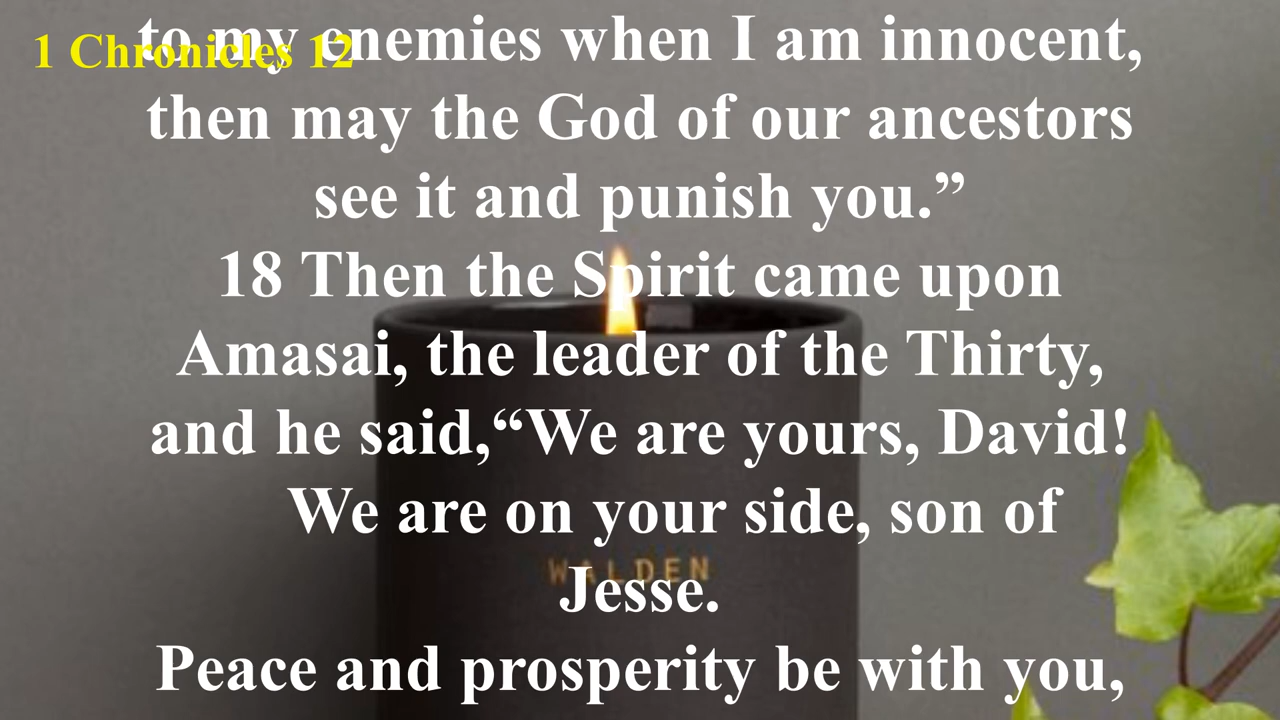 to my enemies when I am innocent,
1 Chronicles 12
then may the God of our ancestors
see it and punish you.”
18 Then the Spirit came upon
Amasai, the leader of the Thirty,
and he said,“We are yours, David!
We are on your side, son of
WALDEN
Jesse.
Peace and prosperity be with you,